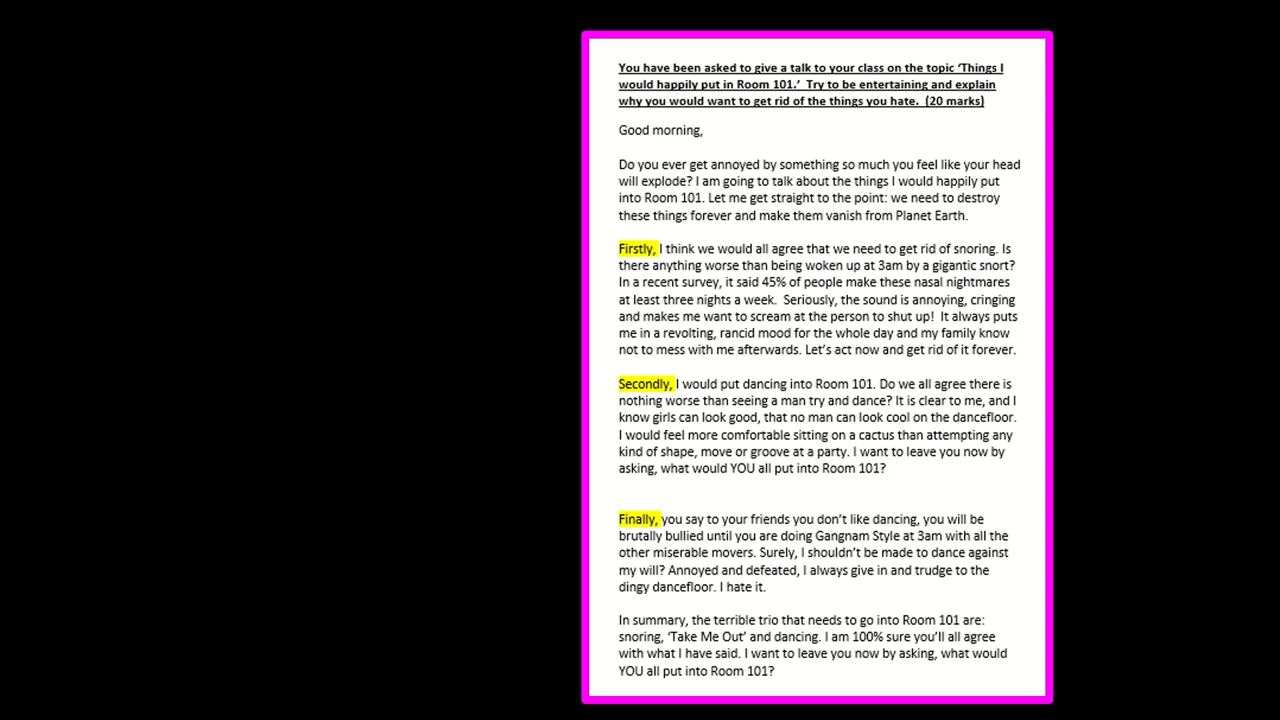 You have been asked to give a talk to your class on the topic ‘Things I
would happily put in Room 101.’ Try to be entertaining and explain
why you would want to get rid of the things you hate. (20 marks)
Good morning,
Do you ever get annoyed by something so much you feel like your head
will explode? I am going to talk about the things I would happily put
into Room 101. Let me get straight to the point: we need to destroy
these things forever and make them vanish from Planet Earth.
Firstly, I think we would all agree that we need to get rid of snoring. Is
there anything worse than being woken up at 3am by a gigantic snort?
In a recent survey, it said 45% of people make these nasal nightmares
at least three nights a week. Seriously, the sound is annoying, cringing
and makes me want to scream at the person to shut up! It always puts
me in a revolting, rancid mood for the whole day and my family know
not to mess with me afterwards. Let’s act now and get rid of it forever.
Secondly, I would put dancing into Room 101. Do we all agree there is
nothing worse than seeing a man try and dance? It is clear to me, and I
know girls can look good, that no man can look cool on the dancefloor.
I would feel more comfortable sitting on a cactus than attempting any
kind of shape, move or groove at a party. I want to leave you now by
asking, what would YOU all put into Room 101?
Finally, you say to your friends you don’t like dancing, you will be
brutally bullied until you are doing Gangnam Style at 3am with all the
other miserable movers. Surely, I shouldn’t be made to dance against
my will? Annoyed and defeated, I always give in and trudge to the
dingy dancefloor. I hate it.
In summary, the terrible trio that needs to go into Room 101 are:
snoring, ‘Take Me Out’ and dancing. I am 100% sure you’ll all agree
with what I have said. I want to leave you now by asking, what would
YOU all put into Room 101?